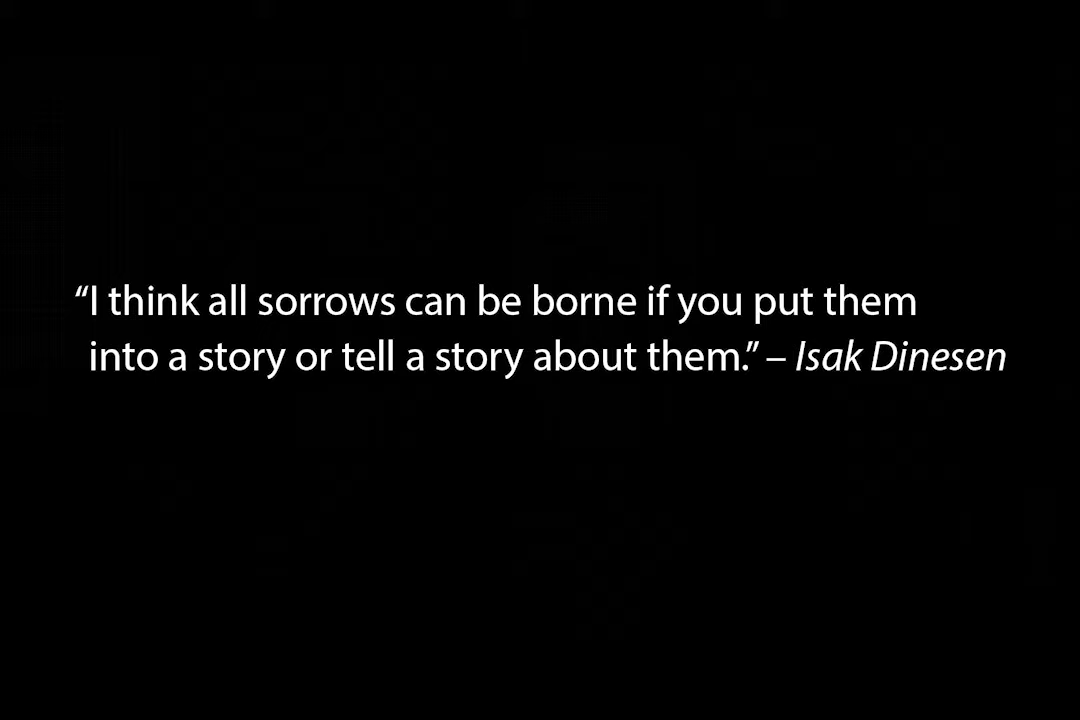 “I think all sorrows can be borne if you put them
into a story or tell a story about them.” – Isak Dinesen